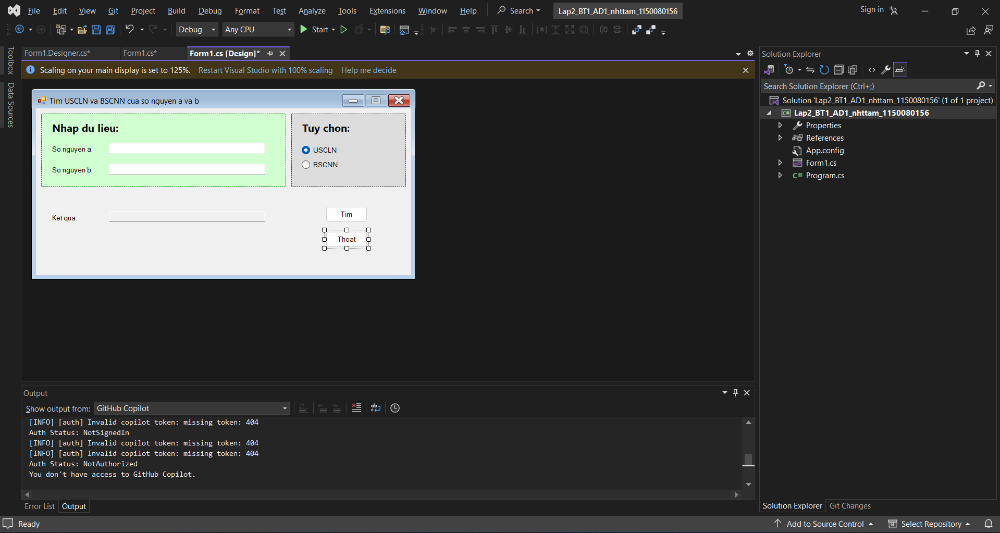 File Edit View Git Project Build Debug Format Test Analyze Tools Extensions Window Help Search Lap2_BT1_AD1_nhttam_1150080156 Sign in
Debug Any CPU Start
Toolbox
Data Sources
Form1.Designer.cs* Form1.cs* Form1.cs [Design]*
Scaling on your main display is set to 125%. Restart Visual Studio with 100% scaling Help me decide
Tim USCLN va BSCNN cua so nguyen a va b
Nhap du lieu:
So nguyen a:
So nguyen b:
Tuy chon:
USCLN
BSCNN
Ket qua:
Tim
Thoat
Output
Show output from: GitHub Copilot
[INFO] [auth] Invalid copilot token: missing token: 404
Auth Status: NotSignedIn
[INFO] [auth] Invalid copilot token: missing token: 404
[INFO] [auth] Invalid copilot token: missing token: 404
Auth Status: NotAuthorized
You don't have access to GitHub Copilot.
Error List Output
Solution Explorer
Search Solution Explorer (Ctrl+;)
Solution 'Lap2_BT1_AD1_nhttam_1150080156' (1 of 1 project)
C# Lap2_BT1_AD1_nhttam_1150080156
Properties
References
App.config
Form1.cs
C# Program.cs
Solution Explorer Git Changes
Ready Add to Source Control Select Repository